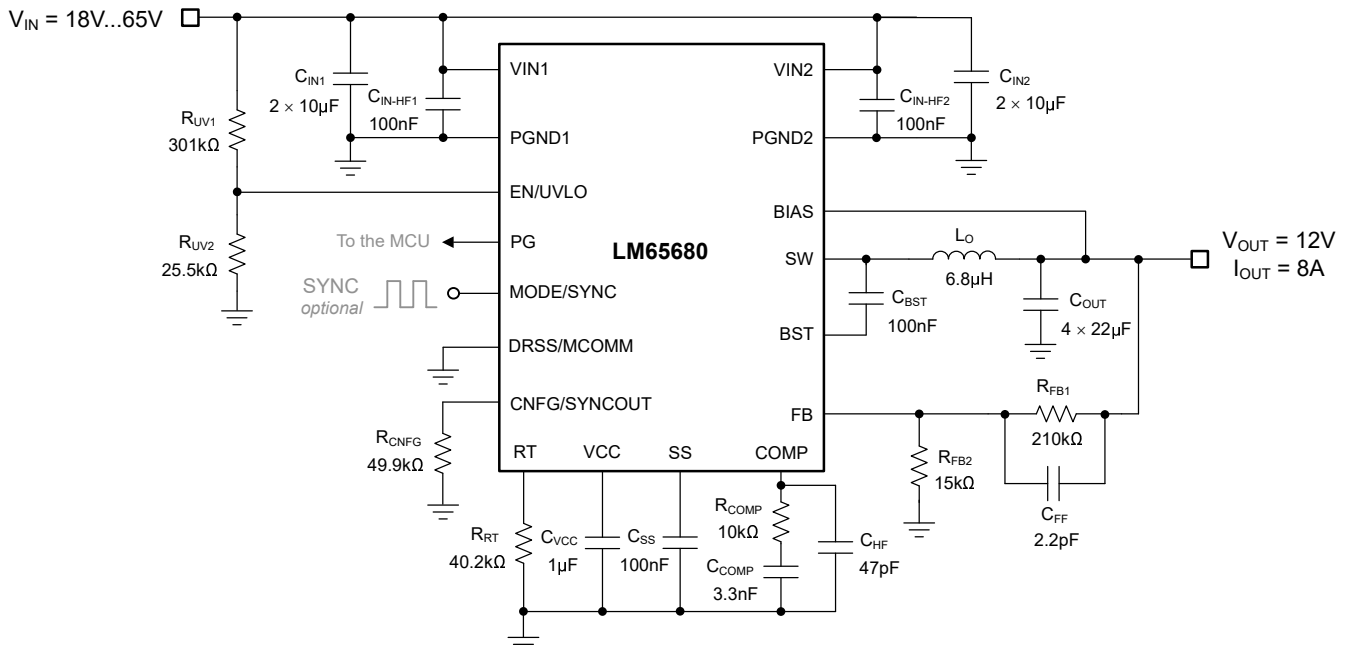 V_IN = 18V...65V
C_IN1
2 × 10µF
C_IN-HF1
100nF
R_UV1
301kΩ
R_UV2
25.5kΩ
VIN1
PGND1
EN/UVLO
PG
MODE/SYNC
DRSS/MCOMM
CNFG/SYNCOUT
RT
VCC
SS
COMP
LM65680
VIN2
PGND2
BIAS
SW
BST
FB
To the MCU
SYNC
optional
R_CNFG
49.9kΩ
R_RT
40.2kΩ
C_VCC
1µF
C_SS
100nF
R_COMP
10kΩ
C_COMP
3.3nF
C_HF
47pF
C_IN-HF2
100nF
C_IN2
2 × 10µF
L_O
6.8µH
C_BST
100nF
C_OUT
4 × 22µF
V_OUT = 12V
I_OUT = 8A
R_FB1
210kΩ
R_FB2
15kΩ
C_FF
2.2pF